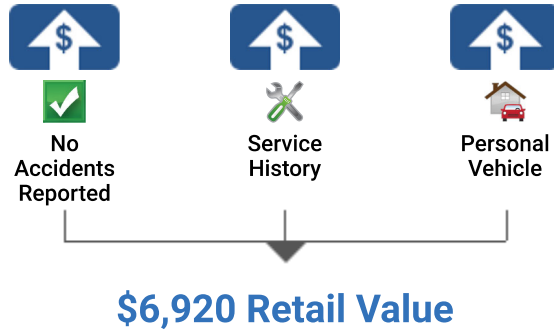 $ $ $
No
Accidents
Reported
Service
History
Personal
Vehicle
$6,920 Retail Value